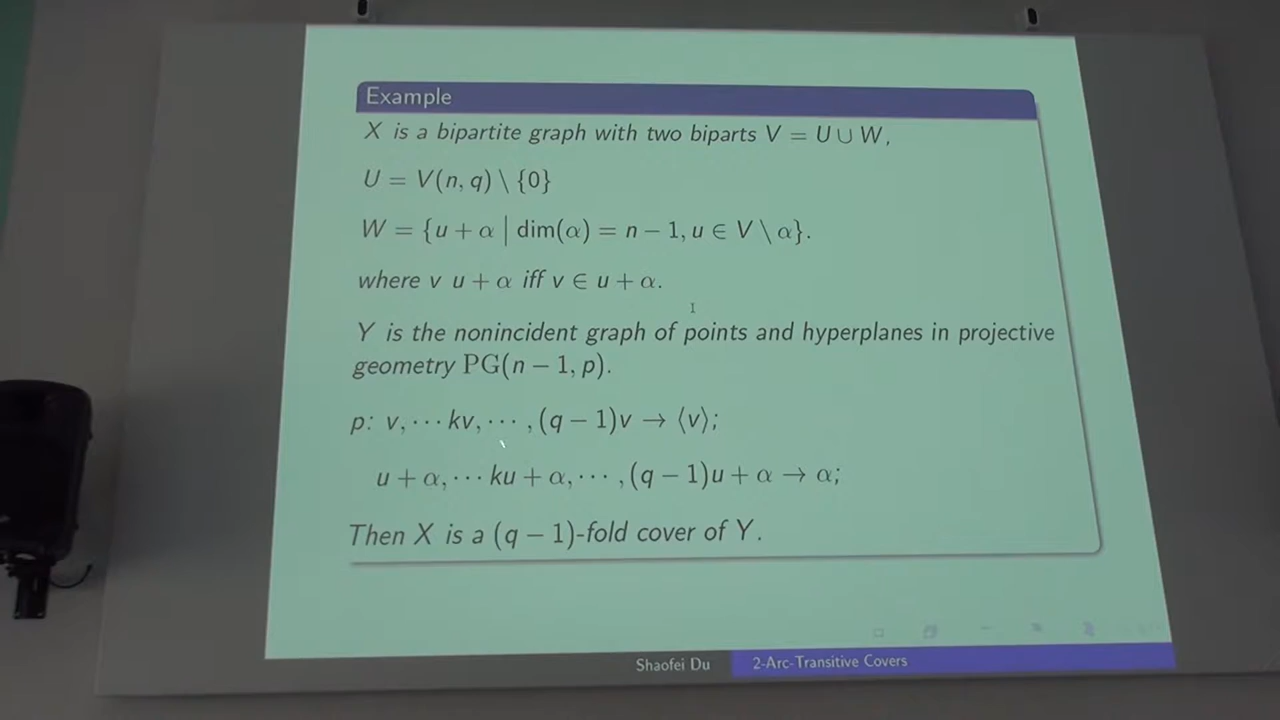 Example
X is a bipartite graph with two biparts V = U ∪ W,
U = V(n, q) \ {0}
W = {u + α | dim(α) = n − 1, u ∈ V \ α}.
where v u + α iff v ∈ u + α.
Y is the nonincident graph of points and hyperplanes in projective
geometry PG(n − 1, p).
p: v, ··· kv, ··· , (q − 1)v → ⟨v⟩;
u + α, ··· ku + α, ··· , (q − 1)u + α → α;
Then X is a (q − 1)-fold cover of Y.
Shaofei Du 2-Arc-Transitive Covers